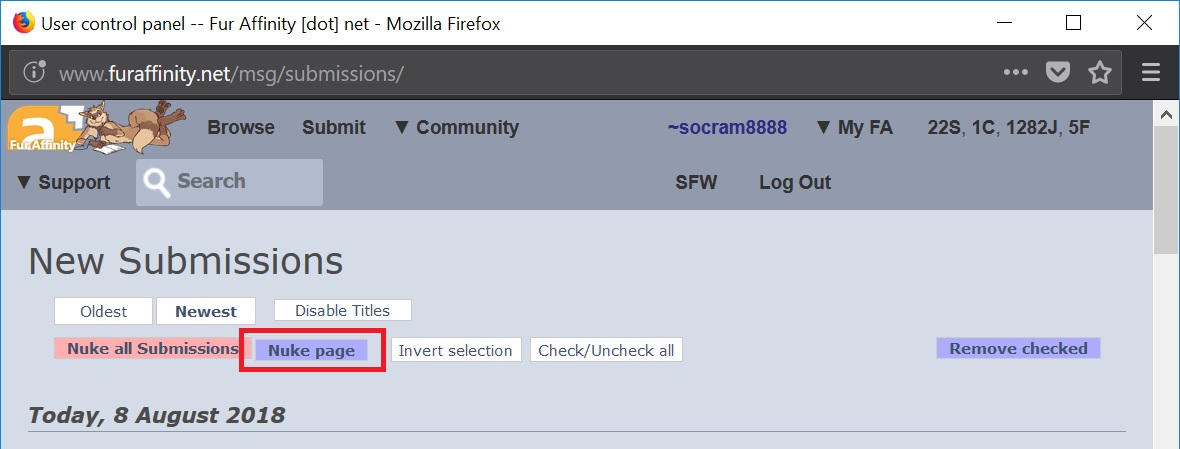 User control panel -- Fur Affinity [dot] net - Mozilla Firefox
www.furaffinity.net/msg/submissions/
Fur Affinity
Browse Submit ▼ Community ~socram8888 ▼ My FA 22S, 1C, 1282J, 5F
▼ Support Search SFW Log Out
New Submissions
Oldest Newest Disable Titles
Nuke all Submissions Nuke page Invert selection Check/Uncheck all Remove checked
Today, 8 August 2018